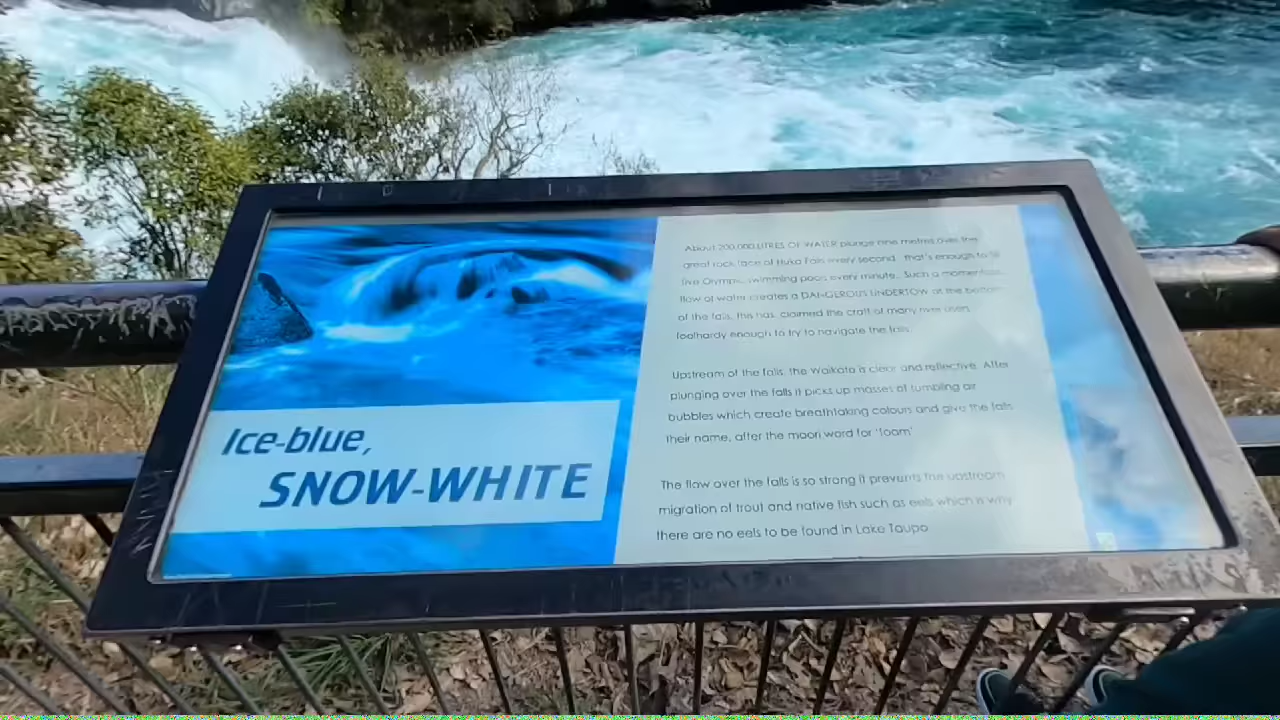 Ice-blue,
SNOW-WHITE
About 200,000 LITRES OF WATER plunge nine metres over the
great rock face of Huka Falls every second, that's enough to fill
five Olympic swimming pools every minute. Such a momentous
flow of water creates a DANGEROUS UNDERTOW at the bottom
of the falls, this has claimed the craft of many river users
foolhardy enough to try to navigate the falls.
Upstream of the falls, the Waikato is clear and reflective. After
plunging over the falls it picks up masses of tumbling air
bubbles which create breathtaking colours and give the falls
their name, after the maori word for 'foam'
The flow over the falls is so strong it prevents the upstream
migration of trout and native fish such as eels which is why
there are no eels to be found in Lake Taupo